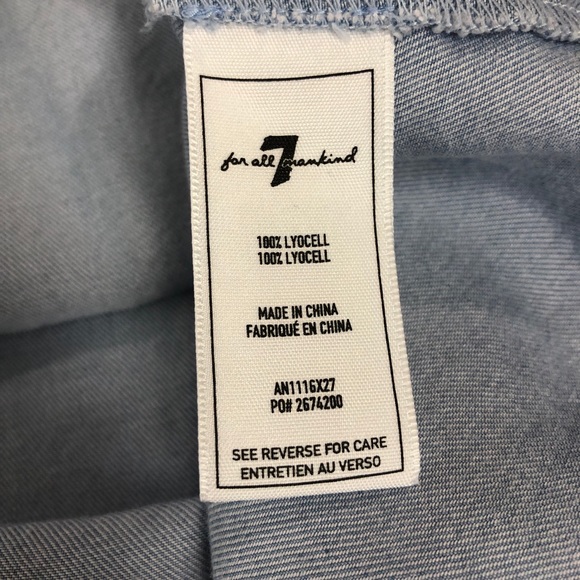 7
for all mankind
100% LYOCELL
100% LYOCELL
MADE IN CHINA
FABRIQUÉ EN CHINA
AN1116X27
PO# 2674200
SEE REVERSE FOR CARE
ENTRETIEN AU VERSO